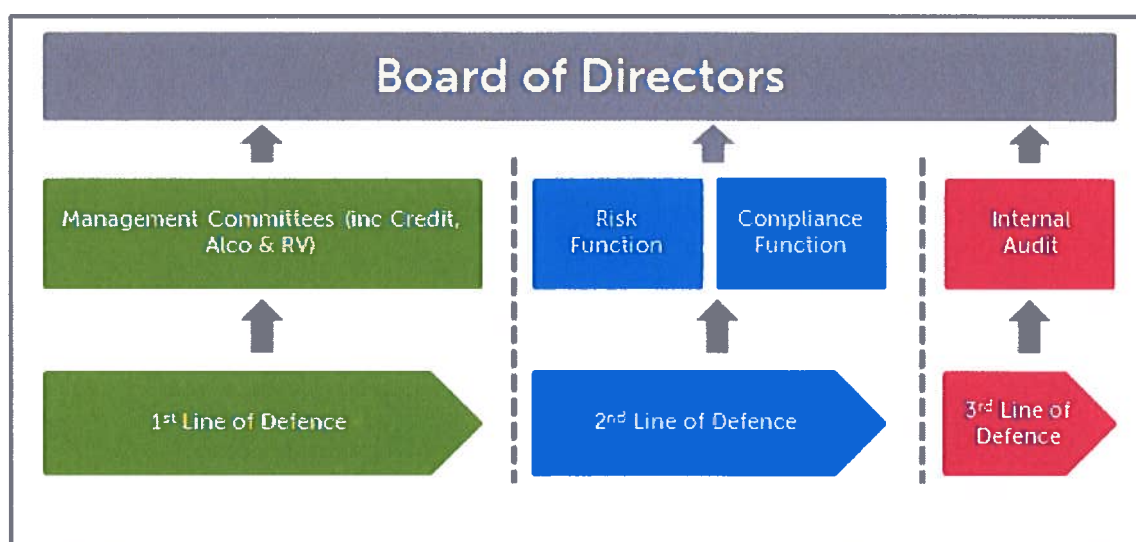 Board of Directors
Management Committees (inc Credit,
Alco & RV)
Risk
Function
Compliance
Function
Internal
Audit
1st Line of Defence
2nd Line of Defence
3rd Line of
Defence